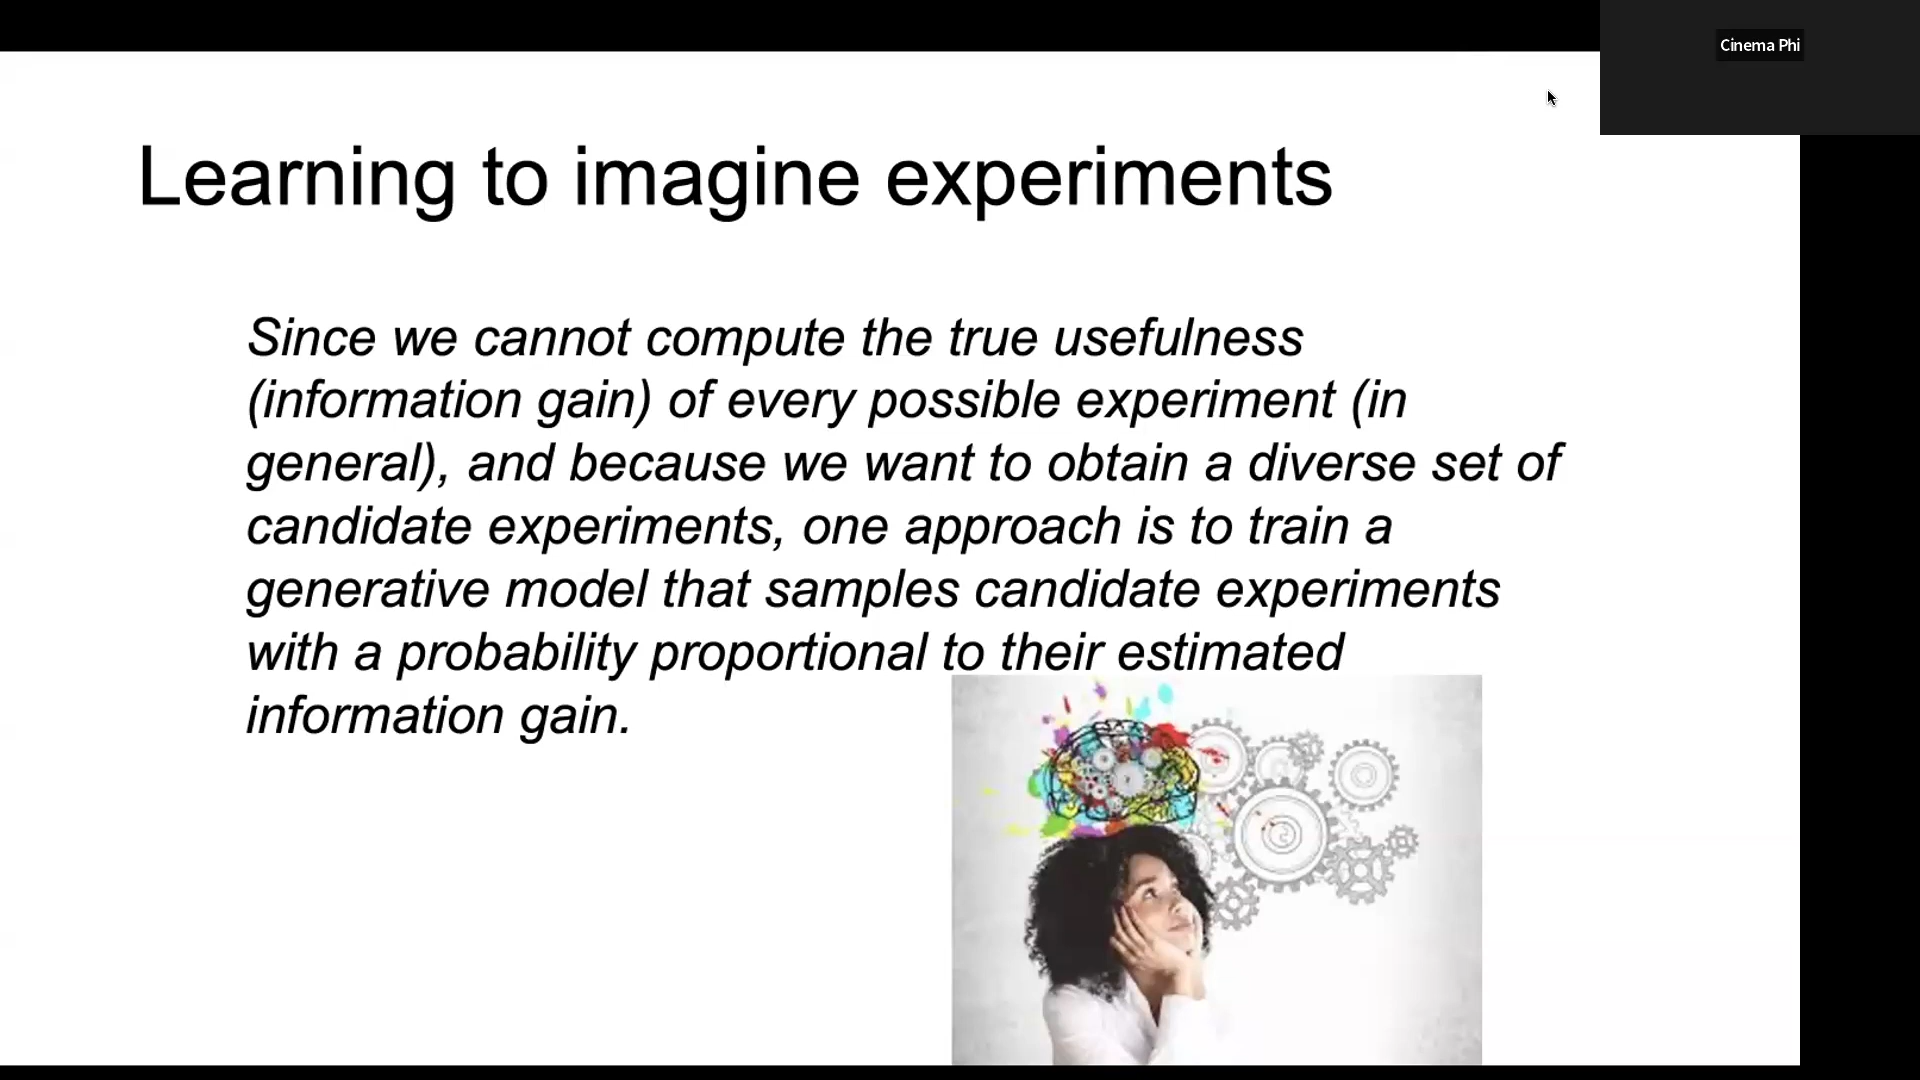 Cinema Phi
Learning to imagine experiments
Since we cannot compute the true usefulness
(information gain) of every possible experiment (in
general), and because we want to obtain a diverse set of
candidate experiments, one approach is to train a
generative model that samples candidate experiments
with a probability proportional to their estimated
information gain.